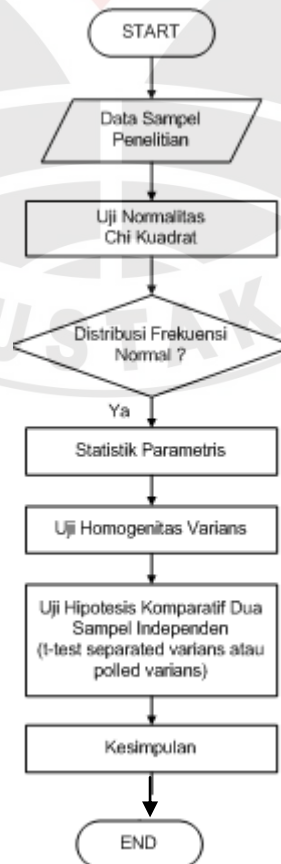 START
Data Sampel
Penelitian
Uji Normalitas
Chi Kuadrat
Distribusi Frekuensi
Normal ?
Ya
Statistik Parametris
Uji Homogenitas Varians
Uji Hipotesis Komparatif Dua
Sampel Independen
(t-test separated varians atau
polled varians)
Kesimpulan
END